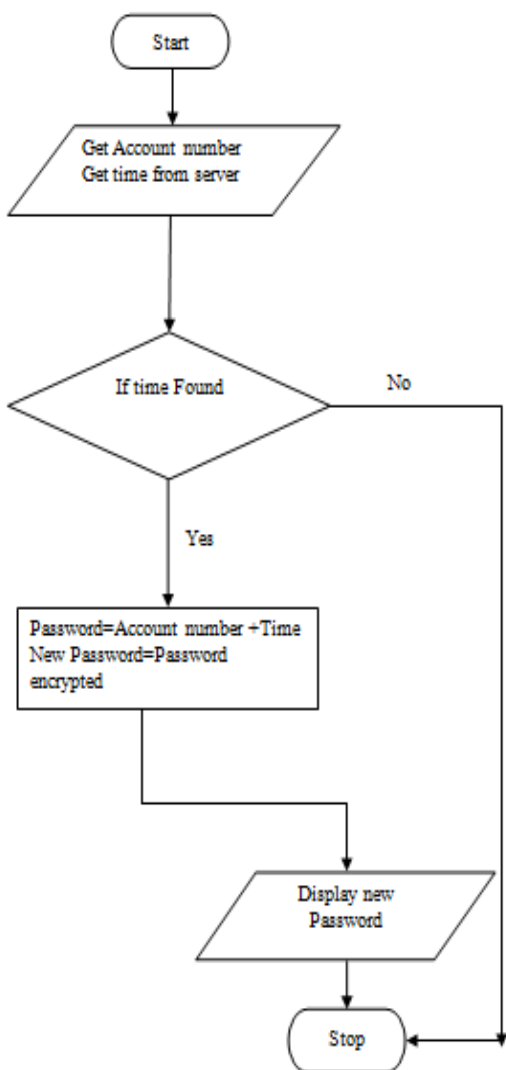 Start
Get Account number
Get time from server
If time Found
No
Yes
Password=Account number +Time
New Password=Password
encrypted
Display new
Password
Stop